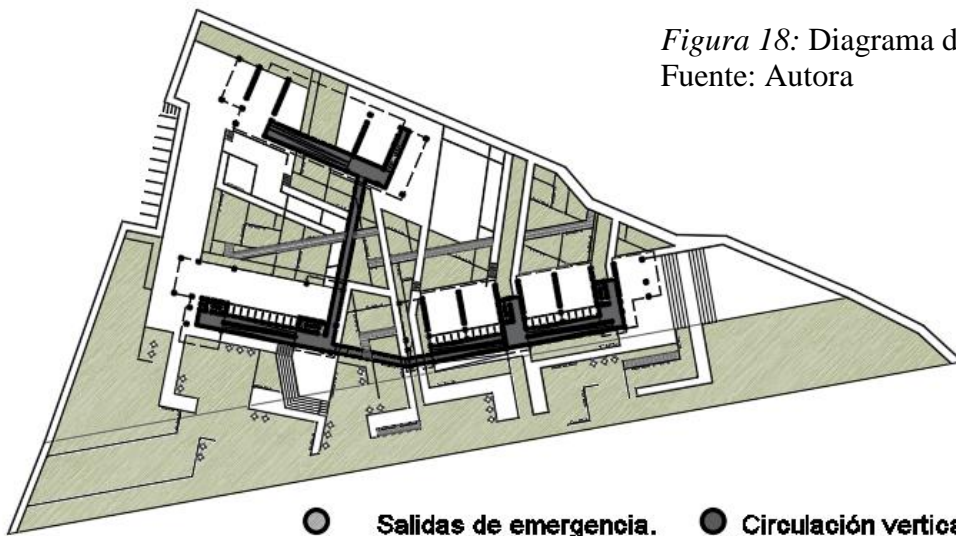 Figura 18: Diagrama d
Fuente: Autora
Salidas de emergencia. Circulación vertica